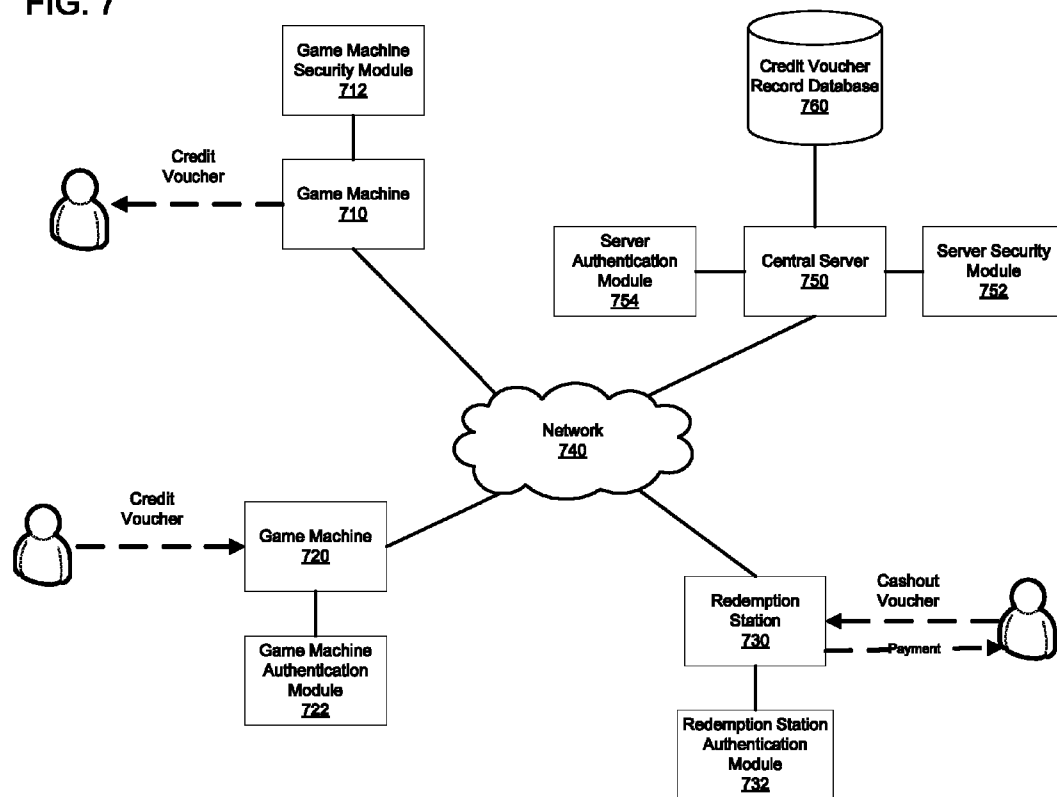 FIG. 7
Game Machine
Security Module
712
Credit Voucher
Record Database
760
Credit
Voucher
Game Machine
710
Server
Authentication
Module
754
Central Server
750
Server Security
Module
752
Network
740
Credit
Voucher
Game Machine
720
Redemption
Station
730
Cashout
Voucher
Payment
Game Machine
Authentication
Module
722
Redemption Station
Authentication
Module
732